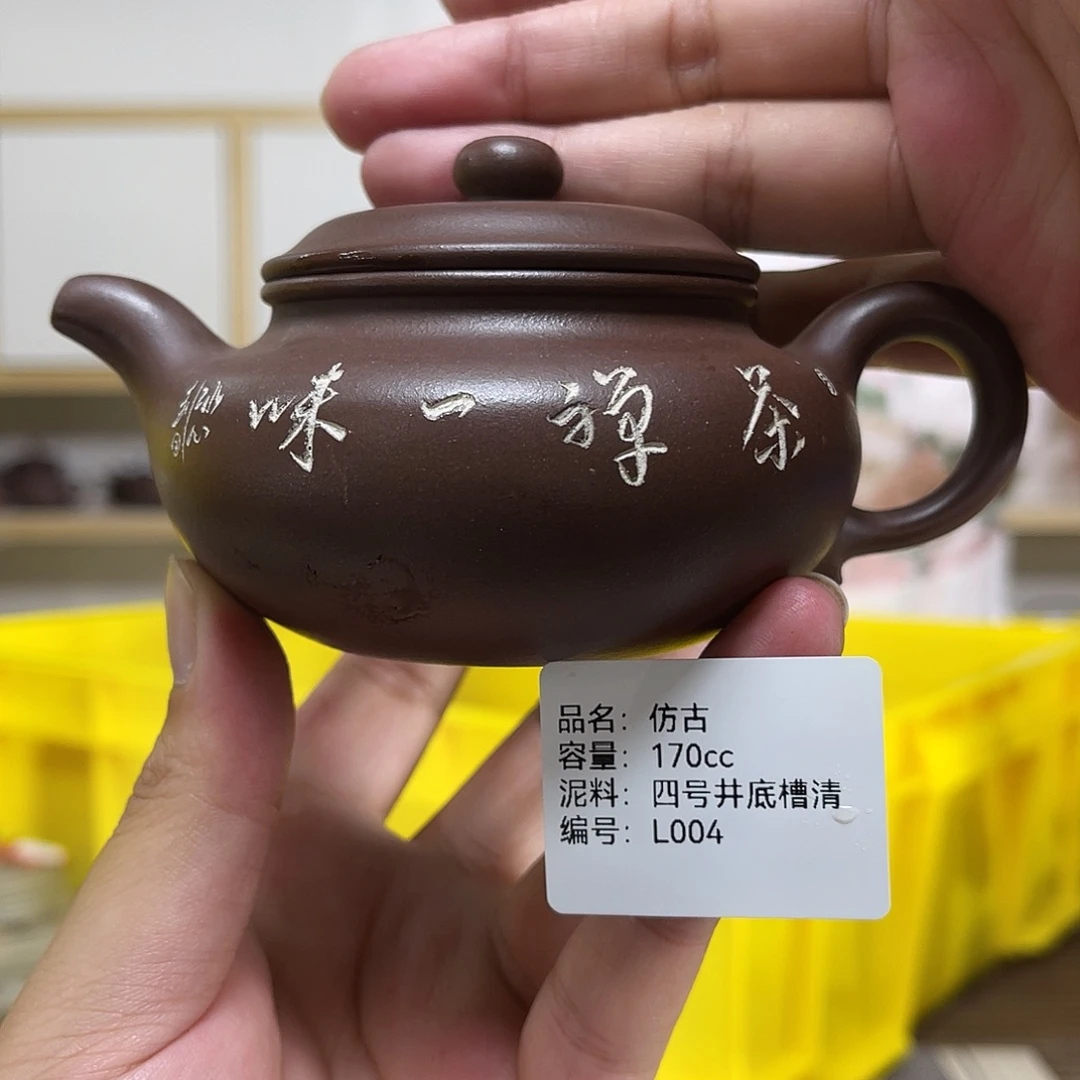 茶禅一味
品名：仿古
容量：170cc
泥料：四号井底槽清
编号：L004